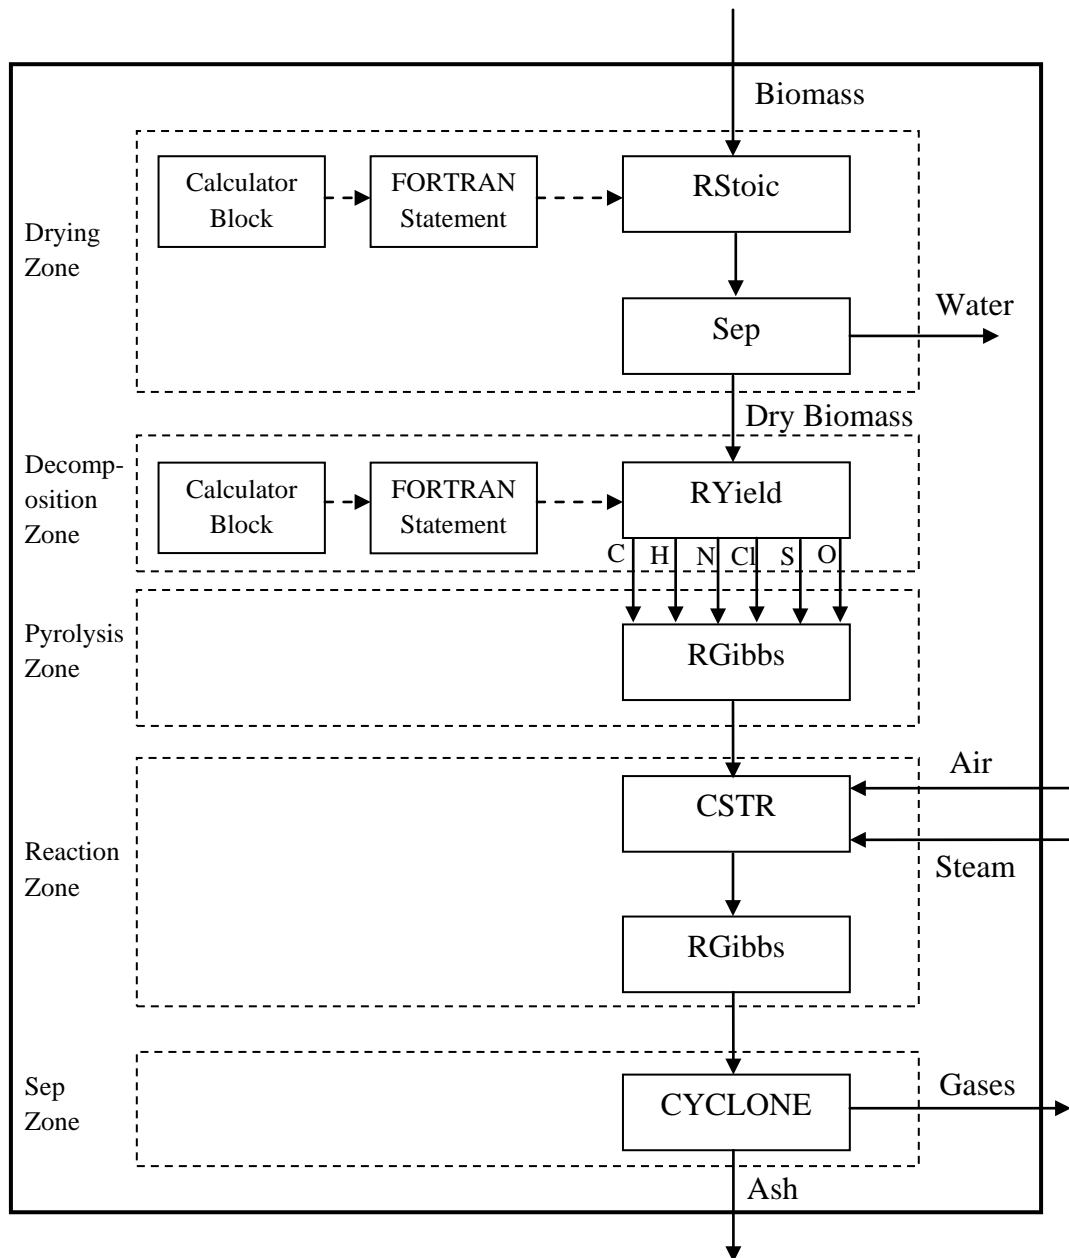 Biomass
Calculator
Block
FORTRAN
Statement
RStoic
Drying
Zone
Sep
Water
Dry Biomass
Decomp-
osition
Zone
Calculator
Block
FORTRAN
Statement
RYield
C H N Cl S O
Pyrolysis
Zone
RGibbs
Air
CSTR
Reaction
Zone
Steam
RGibbs
Sep
Zone
CYCLONE
Gases
Ash